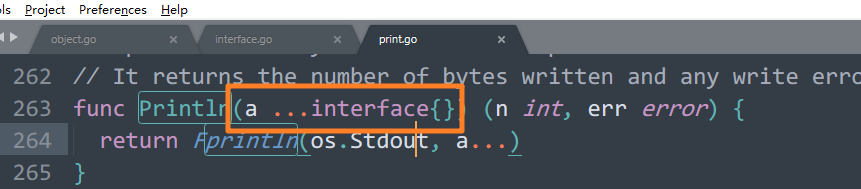 ols Project Preferences Help
object.go interface.go print.go
262 // It returns the number of bytes written and any write erro
263 func Println(a ...interface{}) (n int, err error) {
264 return Fprintln(os.Stdout, a...)
265 }